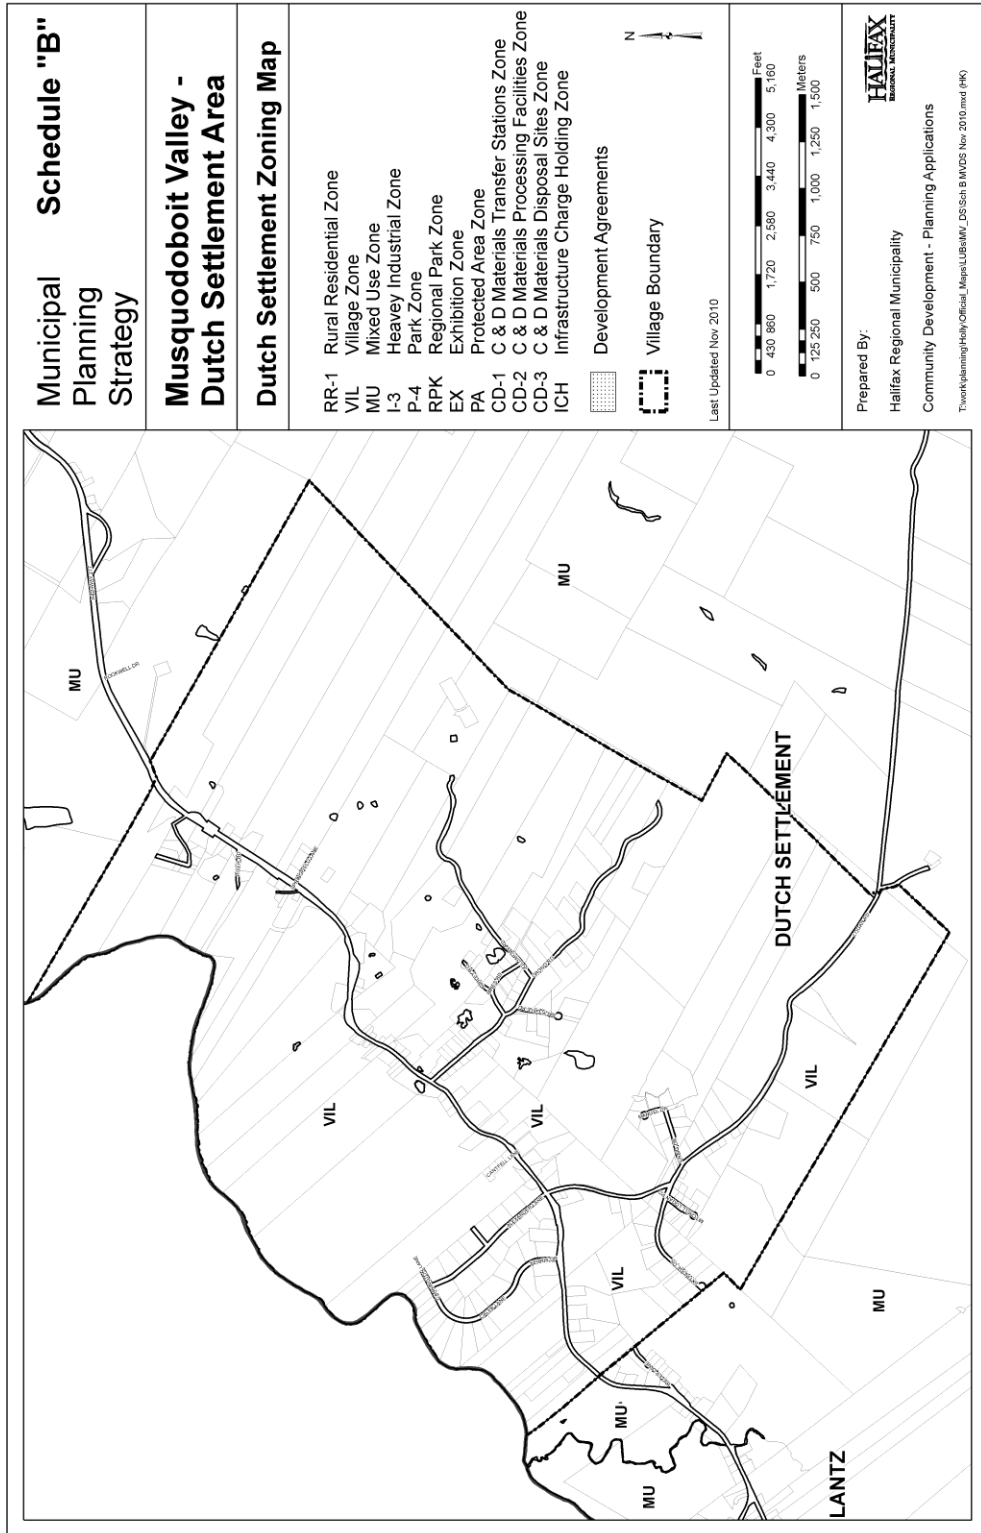 Municipal
Planning
Strategy
Schedule "B"
Musquodoboit Valley -
Dutch Settlement Area
Dutch Settlement Zoning Map
RR-1 Rural Residential Zone
VIL Village Zone
MU Mixed Use Zone
I-3 Heavey Industrial Zone
P-4 Park Zone
RPK Regional Park Zone
EX Exhibition Zone
PA Protected Area Zone
CD-1 C & D Materials Transfer Stations Zone
CD-2 C & D Materials Processing Facilities Zone
CD-3 C & D Materials Disposal Sites Zone
ICH Infrastructure Charge Holding Zone
Development Agreements
Village Boundary
N
Last Updated Nov 2010
0 430 860 1,720 2,580 3,440 4,300 5,160
Feet
0 125 250 500 750 1,000 1,250 1,500
Meters
Prepared By:
HALIFAX
REGIONAL MUNICIPALITY
Halifax Regional Municipality
Community Development - Planning Applications
MU
MU
VIL
VIL
VIL
VIL
DUTCH SETTLEMENT
MU
MU
MU
LANTZ